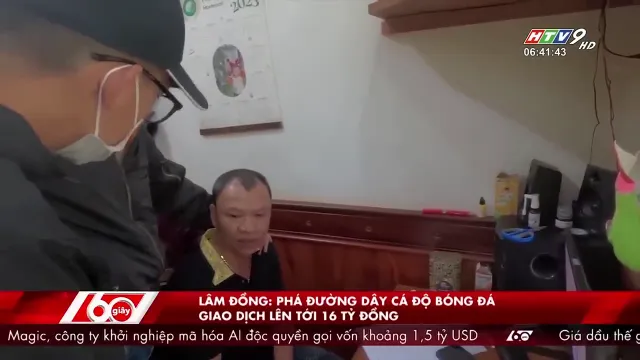 2023
HTV9 HD
06:41:43
60 giây
LÂM ĐỒNG: PHÁ ĐƯỜNG DÂY CÁ ĐỘ BÓNG ĐÁ
GIAO DỊCH LÊN TỚI 16 TỶ ĐỒNG
Magic, công ty khởi nghiệp mã hóa AI độc quyền gọi vốn khoảng 1,5 tỷ USD 60 giây Giá dầu thế